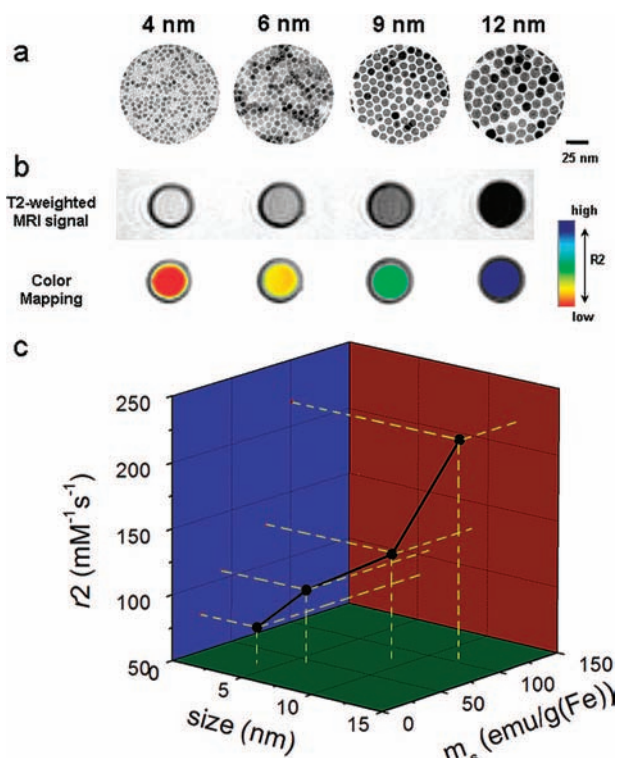 4 nm 6 nm 9 nm 12 nm
a
25 nm
b
T2-weighted
MRI signal
high
R2
Color
Mapping
low
c
250
200
150
100
50
r2 (mM⁻¹s⁻¹)
0
5
10
15
size (nm)
0
50
100
150
mₛ (emu/g(Fe))